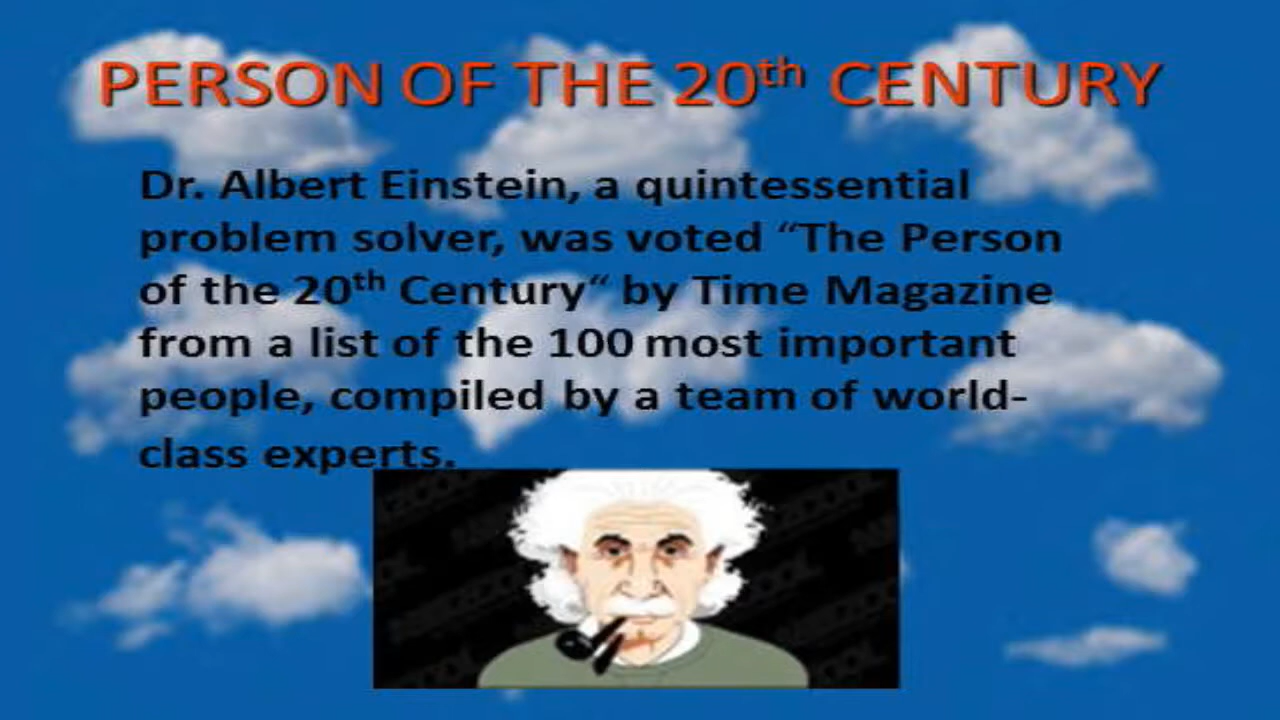 PERSON OF THE 20th CENTURY
Dr. Albert Einstein, a quintessential
problem solver, was voted “The Person
of the 20th Century“ by Time Magazine
from a list of the 100 most important
people, compiled by a team of world-
class experts.